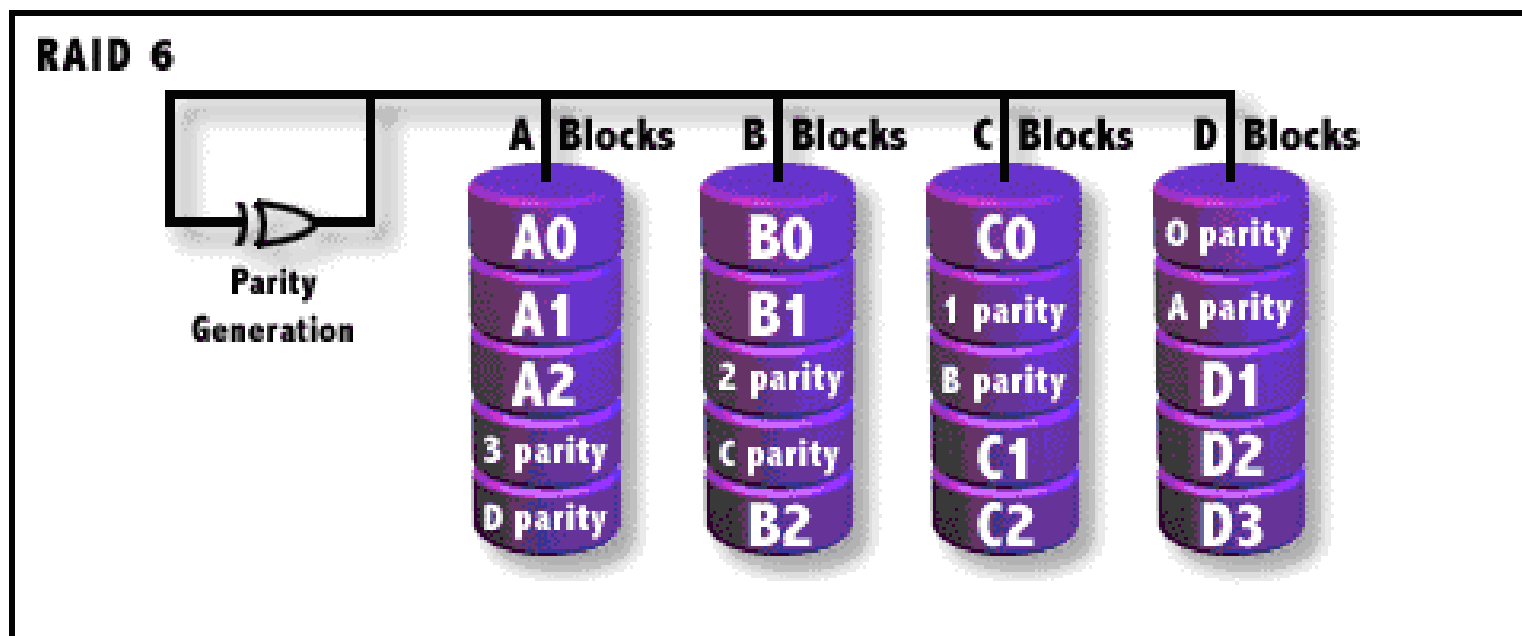 RAID 6
A Blocks
B Blocks
C Blocks
D Blocks
Parity
Generation
A0
A1
A2
3 parity
D parity
B0
B1
2 parity
C parity
B2
C0
1 parity
B parity
C1
C2
0 parity
A parity
D1
D2
D3